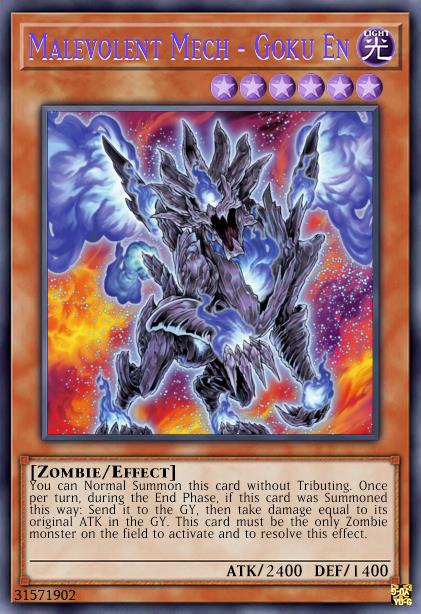 MALEVOLENT MECH - GOKU EN
LIGHT
光
[ZOMBIE/EFFECT]
You can Normal Summon this card without Tributing. Once
per turn, during the End Phase, if this card was Summoned
this way: Send it to the GY, then take damage equal to its
original ATK in the GY. This card must be the only Zombie
monster on the field to activate and to resolve this effect.
ATK/2400 DEF/1400
31571902